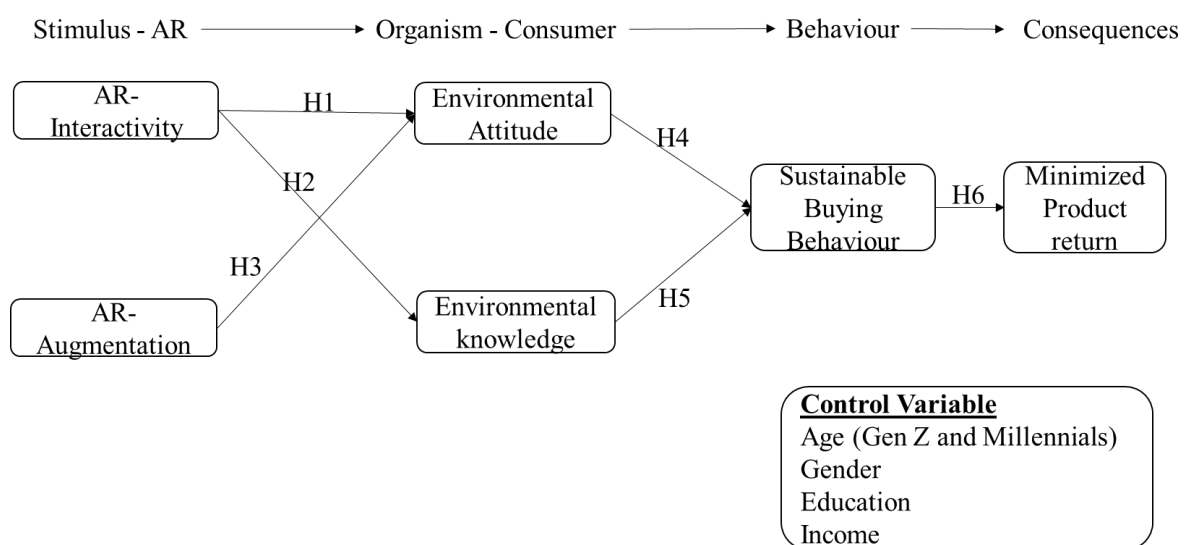 Stimulus - AR
Organism - Consumer
Behaviour
Consequences
AR-
Interactivity
H1
Environmental
Attitude
H4
H2
Sustainable
Buying
Behaviour
H6
Minimized
Product
return
H3
AR-
Augmentation
Environmental
knowledge
H5
Control Variable
Age (Gen Z and Millennials)
Gender
Education
Income